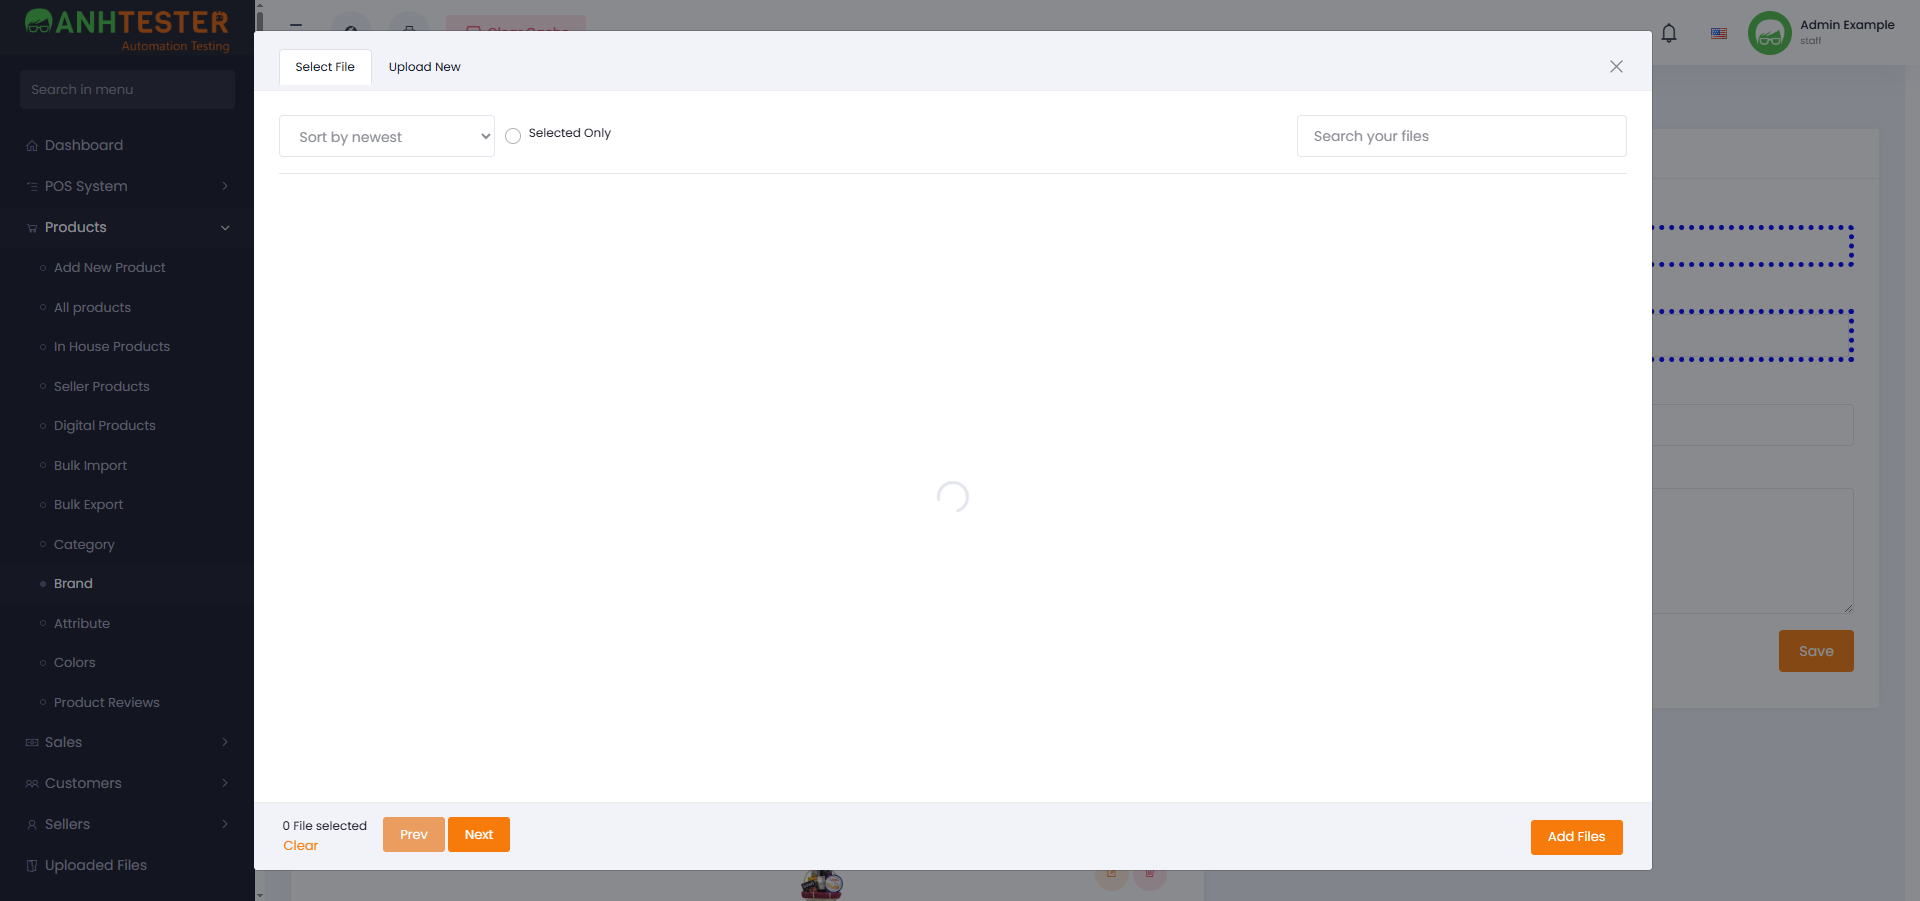 ANHTESTER
Automation Testing
Search in menu
Dashboard
POS System
Products
Add New Product
All products
In House Products
Seller Products
Digital Products
Bulk Import
Bulk Export
Category
Brand
Attribute
Colors
Product Reviews
Sales
Customers
Sellers
Uploaded Files
Clear Cache
Admin Example
staff
Select File
Upload New
Sort by newest
Selected Only
Search your files
Save
0 File selected
Clear
Prev
Next
Add Files